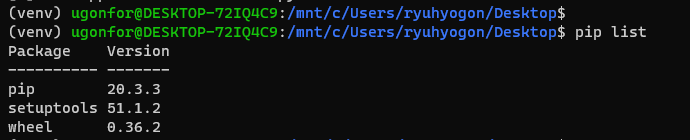 (venv) ugonfor@DESKTOP-72IQ4C9:/mnt/c/Users/ryuhyogon/Desktop$
(venv) ugonfor@DESKTOP-72IQ4C9:/mnt/c/Users/ryuhyogon/Desktop$ pip list
Package    Version
---------- -------
pip        20.3.3
setuptools 51.1.2
wheel      0.36.2